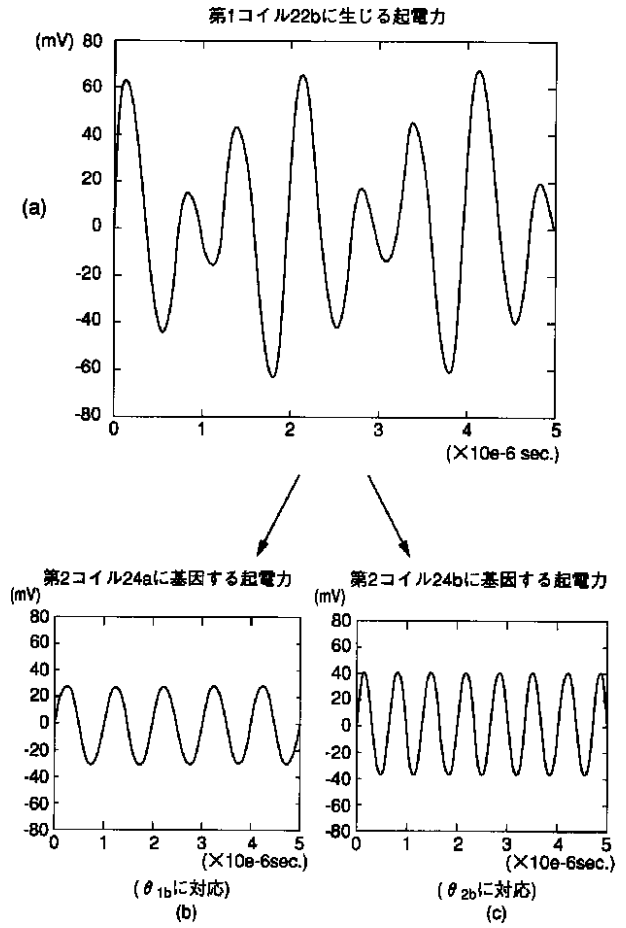 第1コイル22bに生じる起電力
(mV)
80
60
40
20
0
-20
-40
-60
-80
(a)
0 1 2 3 4 5
(×10e-6 sec.)
第2コイル24aに基因する起電力
(mV)
80
60
40
20
0
-20
-40
-60
-80
0 1 2 3 4 5
(×10e-6sec.)
(θ1bに対応)
(b)
第2コイル24bに基因する起電力
(mV)
80
60
40
20
0
-20
-40
-60
-80
0 1 2 3 4 5
(×10e-6sec.)
(θ2bに対応)
(c)